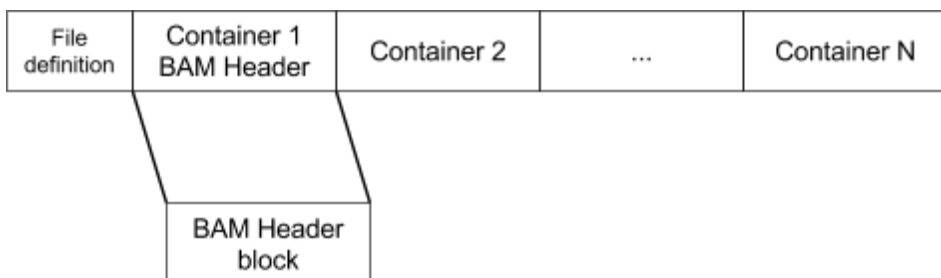 File
definition
Container 1
BAM Header
Container 2
...
Container N
BAM Header
block